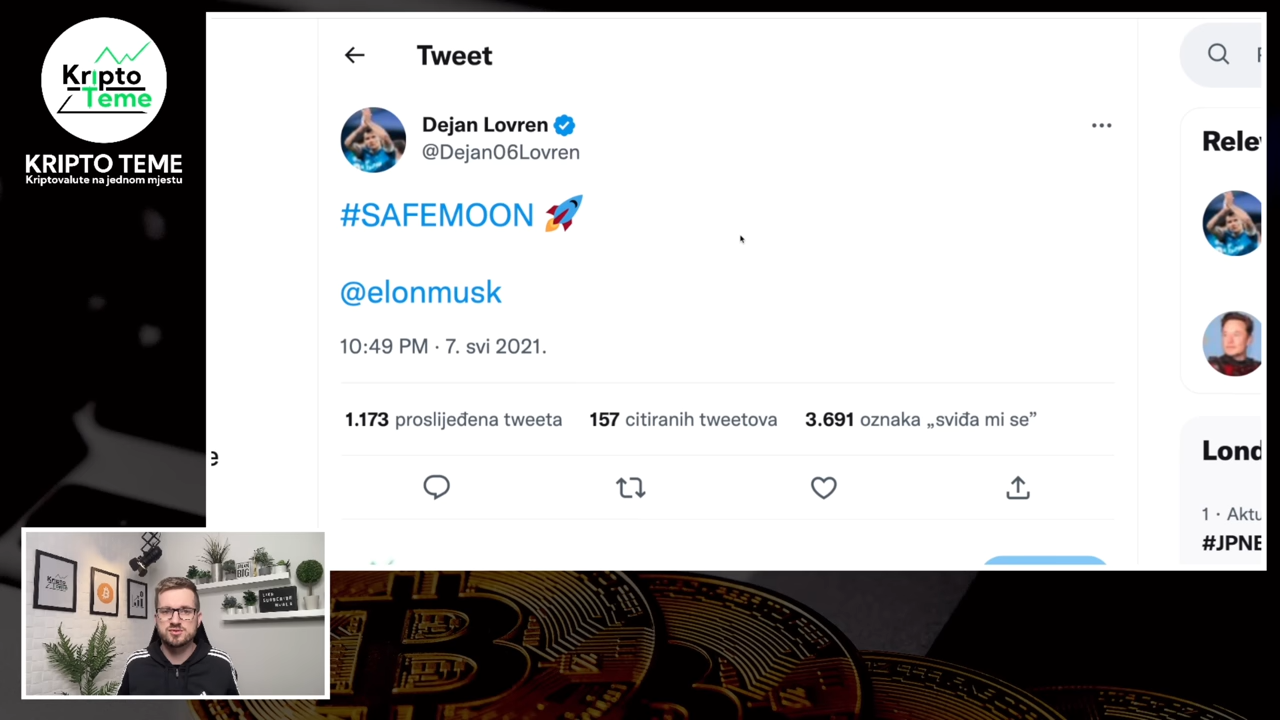 Kripto
Teme
KRIPTO TEME
Kriptovalute na jednom mjestu
Tweet
Dejan Lovren
@Dejan06Lovren
#SAFEMOON 🚀
@elonmusk
10:49 PM · 7. svi 2021.
1.173 proslijeđena tweeta 157 citiranih tweetova 3.691 oznaka „sviđa mi se”
Rele
Lond
1 · Aktu
#JPNE
e
BIG